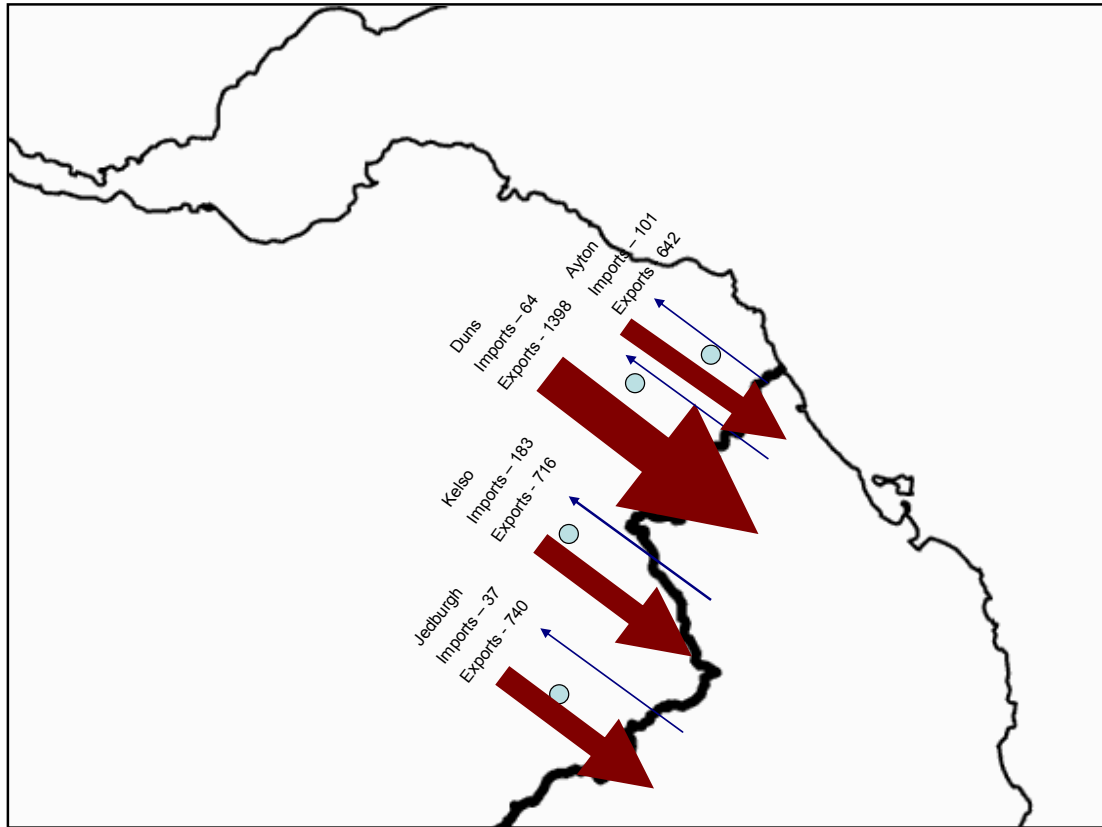 Ayton
Imports – 101
Exports - 642
Duns
Imports – 64
Exports - 1398
Kelso
Imports – 183
Exports - 716
Jedburgh
Imports – 37
Exports - 740